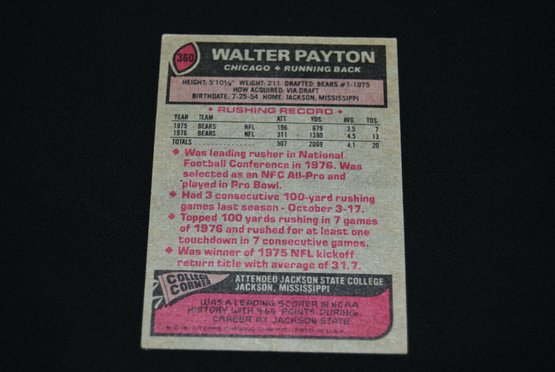 360
WALTER PAYTON
CHICAGO • RUNNING BACK
HEIGHT: 5'10½" WEIGHT: 211 DRAFTED: BEARS #1-1975
HOW ACQUIRED: VIA DRAFT
BIRTHDATE: 7-25-54 HOME: JACKSON, MISSISSIPPI
• RUSHING RECORD •
YEAR TEAM ATT. YDS. AVG. TDS.
1975 BEARS NFL 196 679 3.5 7
1976 BEARS NFL 311 1390 4.5 13
TOTALS 507 2069 4.1 20
Was leading rusher in National
Football Conference in 1976. Was
selected as an NFC All-Pro and
played in Pro Bowl.
Had 3 consecutive 100-yard rushing
games last season - October 3-17.
Topped 100 yards rushing in 7 games
of 1976 and rushed for at least one
touchdown in 7 consecutive games.
Was winner of 1975 NFL kickoff
return title with average of 31.7.
COLLEGE
CORNER
ATTENDED JACKSON STATE COLLEGE
JACKSON, MISSISSIPPI
WAS A LEADING SCORER IN NCAA
HISTORY WITH 464 POINTS DURING
CAREER AT JACKSON STATE